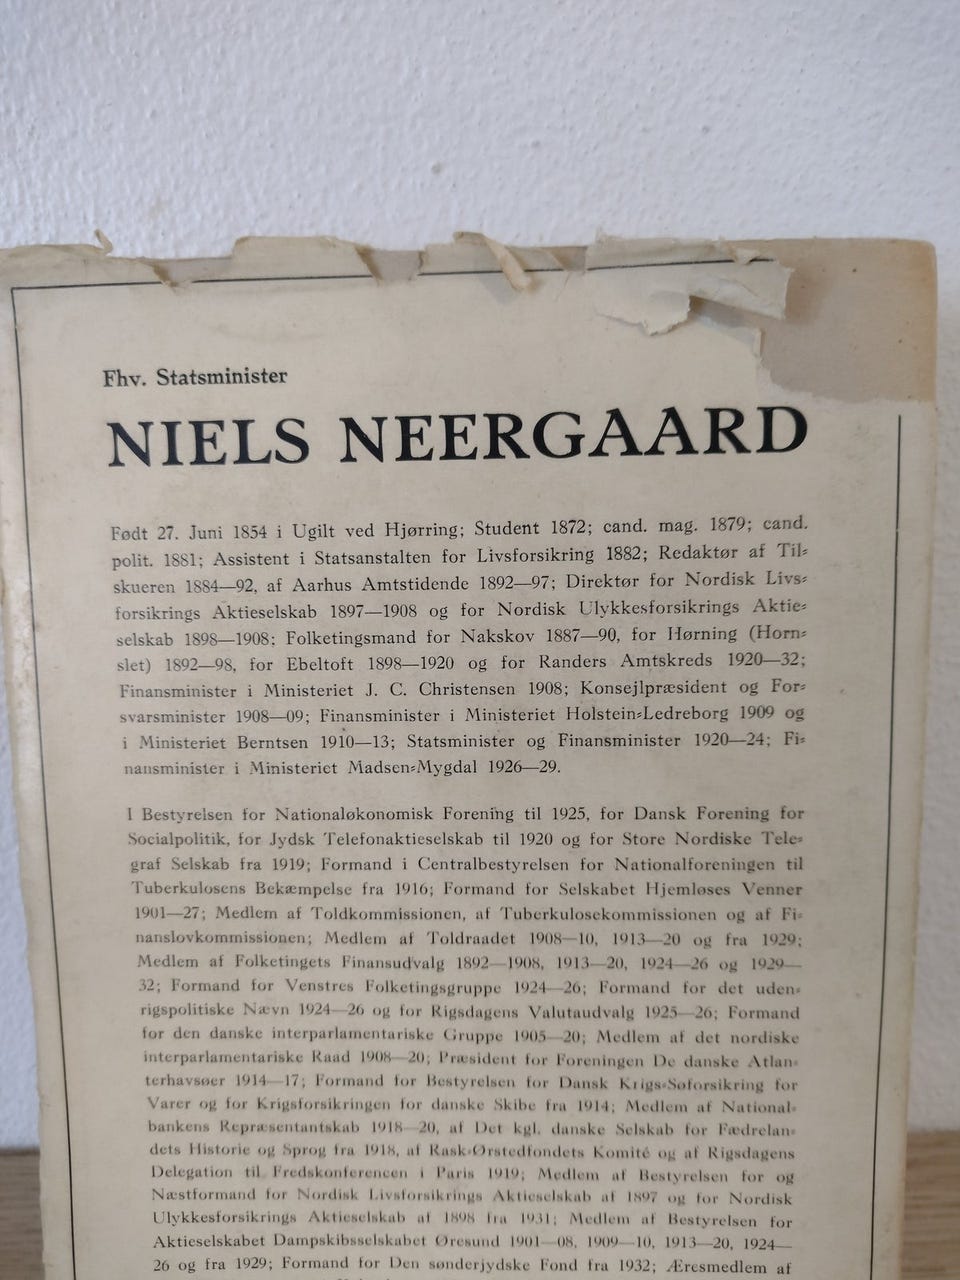 Fhv. Statsminister
NIELS NEERGAARD
Født 27. Juni 1854 i Ugilt ved Hjørring; Student 1872; cand. mag. 1879; cand.
polit. 1881; Assistent i Statsanstalten for Livsforsikring 1882; Redaktør af Til=
skueren 1884—92, af Aarhus Amtstidende 1892—97; Direktør for Nordisk Livs=
forsikrings Aktieselskab 1897—1908 og for Nordisk Ulykkesforsikrings Aktie=
selskab 1898—1908; Folketingsmand for Nakskov 1887—90, for Hørning (Horn=
slet) 1892—98, for Ebeltoft 1898—1920 og for Randers Amtskreds 1920—32;
Finansminister i Ministeriet J. C. Christensen 1908; Konsejlpræsident og For=
svarsminister 1908—09; Finansminister i Ministeriet Holstein=Ledreborg 1909 og
i Ministeriet Berntsen 1910—13; Statsminister og Finansminister 1920—24; Fi=
nansminister i Ministeriet Madsen=Mygdal 1926—29.
I Bestyrelsen for Nationaløkonomisk Forening til 1925, for Dansk Forening for
Socialpolitik, for Jydsk Telefonaktieselskab til 1920 og for Store Nordiske Tele=
graf Selskab fra 1919; Formand i Centralbestyrelsen for Nationalforeningen til
Tuberkulosens Bekæmpelse fra 1916; Formand for Selskabet Hjemløses Venner
1901—27; Medlem af Toldkommissionen, af Tuberkulosekommissionen og af Fi=
nanslovkommissionen; Medlem af Toldraadet 1908—10, 1913—20 og fra 1929;
Medlem af Folketingets Finansudvalg 1892—1908, 1913—20, 1924—26 og 1929—
32; Formand for Venstres Folketingsgruppe 1924—26; Formand for det uden=
rigspolitiske Nævn 1924—26 og for Rigsdagens Valutaudvalg 1925—26; Formand
for den danske interparlamentariske Gruppe 1905—20; Medlem af det nordiske
interparlamentariske Raad 1908—20; Præsident for Foreningen De danske Atlan=
terhavsøer 1914—17; Formand for Bestyrelsen for Dansk Krigs=Søforsikring for
Varer og for Krigsforsikringen for danske Skibe fra 1914; Medlem af National=
bankens Repræsentantskab 1918—20, af Det kgl. danske Selskab for Fædrelan=
dets Historie og Sprog fra 1918, af Rask=Ørstedfondets Komité og af Rigsdagens
Delegation til Fredskonferencen i Paris 1919; Medlem af Bestyrelsen for og
Næstformand for Nordisk Livsforsikrings Aktieselskab af 1897 og for Nordisk
Ulykkesforsikrings Aktieselskab af 1898 fra 1931; Medlem af Bestyrelsen for
Aktieselskabet Dampskibsselskabet Øresund 1901—08, 1909—10, 1913—20, 1924—
26 og fra 1929; Formand for Den sønderjydske Fond fra 1932; Æresmedlem af